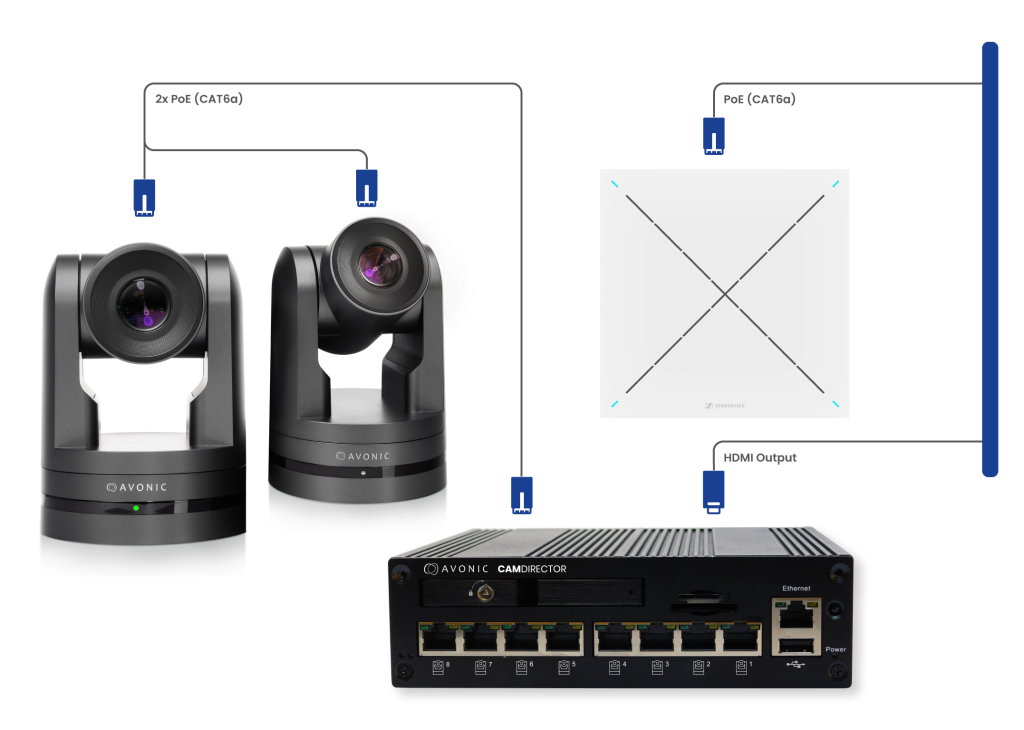 2x PoE (CAT6a)
PoE (CAT6a)
SENNHEISER
HDMI Output
AVONIC
AVONIC
AVONIC CAMDIRECTOR
Ethernet
8 7 6 5 4 3 2 1
Power